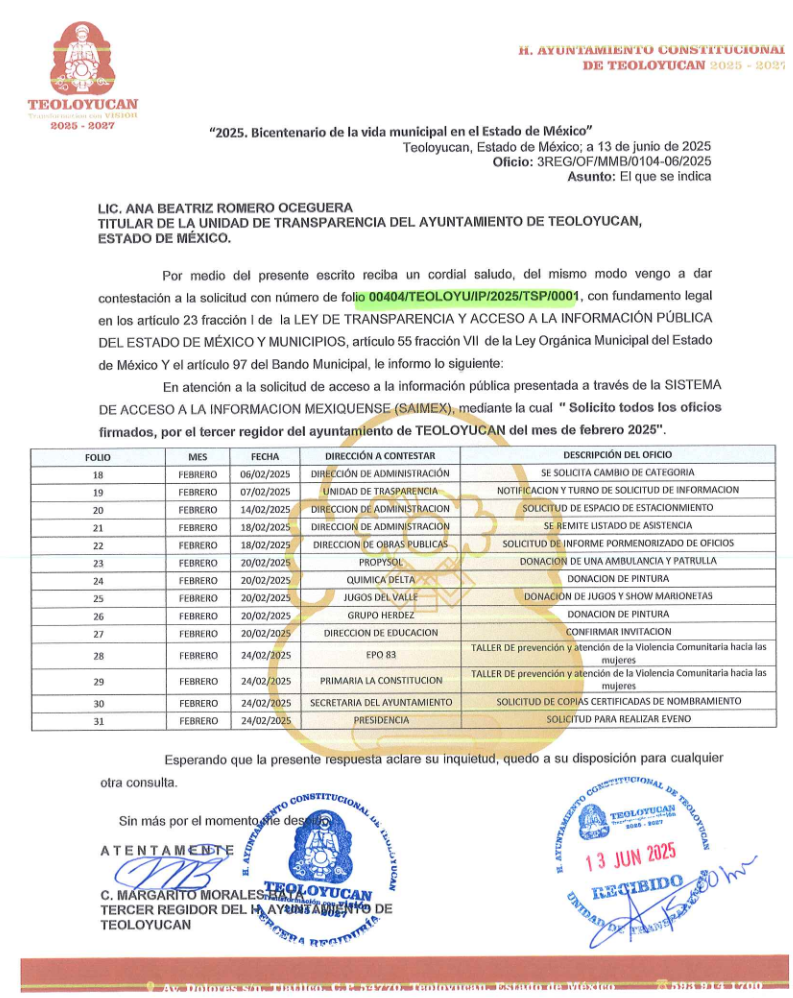 TEOLOYUCAN
Transformación con VISIÓN
2025 - 2027
H. AYUNTAMIENTO CONSTITUCIONAL
DE TEOLOYUCAN 2025 - 2027
“2025. Bicentenario de la vida municipal en el Estado de México”
Teoloyucan, Estado de México; a 13 de junio de 2025
Oficio: 3REG/OF/MMB/0104-06/2025
Asunto: El que se indica
LIC. ANA BEATRIZ ROMERO OCEGUERA
TITULAR DE LA UNIDAD DE TRANSPARENCIA DEL AYUNTAMIENTO DE TEOLOYUCAN,
ESTADO DE MÉXICO.
Por medio del presente escrito reciba un cordial saludo, del mismo modo vengo a dar
contestación a la solicitud con número de folio 00404/TEOLOYU/IP/2025/TSP/0001, con fundamento legal
en los artículo 23 fracción I de la LEY DE TRANSPARENCIA Y ACCESO A LA INFORMACIÓN PÚBLICA
DEL ESTADO DE MÉXICO Y MUNICIPIOS, artículo 55 fracción VII de la Ley Orgánica Municipal del Estado
de México Y el artículo 97 del Bando Municipal, le informo lo siguiente:
En atención a la solicitud de acceso a la información pública presentada a través de la SISTEMA
DE ACCESO A LA INFORMACION MEXIQUENSE (SAIMEX), mediante la cual " Solicito todos los oficios
firmados, por el tercer regidor del ayuntamiento de TEOLOYUCAN del mes de febrero 2025".
FOLIO MES FECHA DIRECCIÓN A CONTESTAR DESCRIPCIÓN DEL OFICIO
18 FEBRERO 06/02/2025 DIRECCIÓN DE ADMINISTRACIÓN SE SOLICITA CAMBIO DE CATEGORIA
19 FEBRERO 07/02/2025 UNIDAD DE TRASPARENCIA NOTIFICACION Y TURNO DE SOLICITUD DE INFORMACION
20 FEBRERO 14/02/2025 DIRECCION DE ADMINISTRACION SOLICITUD DE ESPACIO DE ESTACIONMIENTO
21 FEBRERO 18/02/2025 DIRECCION DE ADMINISTRACION SE REMITE LISTADO DE ASISTENCIA
22 FEBRERO 18/02/2025 DIRECCION DE OBRAS PUBLICAS SOLICITUD DE INFORME PORMENORIZADO DE OFICIOS
23 FEBRERO 20/02/2025 PROPYSOL DONACION DE UNA AMBULANCIA Y PATRULLA
24 FEBRERO 20/02/2025 QUIMICA DELTA DONACION DE PINTURA
25 FEBRERO 20/02/2025 JUGOS DEL VALLE DONACION DE JUGOS Y SHOW MARIONETAS
26 FEBRERO 20/02/2025 GRUPO HERDEZ DONACION DE PINTURA
27 FEBRERO 20/02/2025 DIRECCION DE EDUCACION CONFIRMAR INVITACION
28 FEBRERO 24/02/2025 EPO 83 TALLER DE prevención y atención de la Violencia Comunitaria hacia las
mujeres
29 FEBRERO 24/02/2025 PRIMARIA LA CONSTITUCION TALLER DE prevención y atención de la Violencia Comunitaria hacia las
mujeres
30 FEBRERO 24/02/2025 SECRETARIA DEL AYUNTAMIENTO SOLICITUD DE COPIAS CERTIFICADAS DE NOMBRAMIENTO
31 FEBRERO 24/02/2025 PRESIDENCIA SOLICITUD PARA REALIZAR EVENO
Esperando que la presente respuesta aclare su inquietud, quedo a su disposición para cualquier
otra consulta.
Sin más por el momento me despido
A T E N T A M E N T E
C. MARGARITO MORALES
TERCER REGIDOR DEL H. AYUNTAMIENTO DE
TEOLOYUCAN
H. AYUNTAMIENTO CONSTITUCIONAL DE TEOLOYUCAN
TEOLOYUCAN
Transformación con visión
2025 - 2027
TERCERA REGIDURÍA
H. AYUNTAMIENTO CONSTITUCIONAL DE TEOLOYUCAN
TEOLOYUCAN
2025 - 2027
13 JUN 2025
RECIBIDO
UNIDAD DE TRANSPARENCIA
Av. Dolores s/n, Tlatilco, C.P. 54770, Teoloyucan, Estado de México 593 914 1700